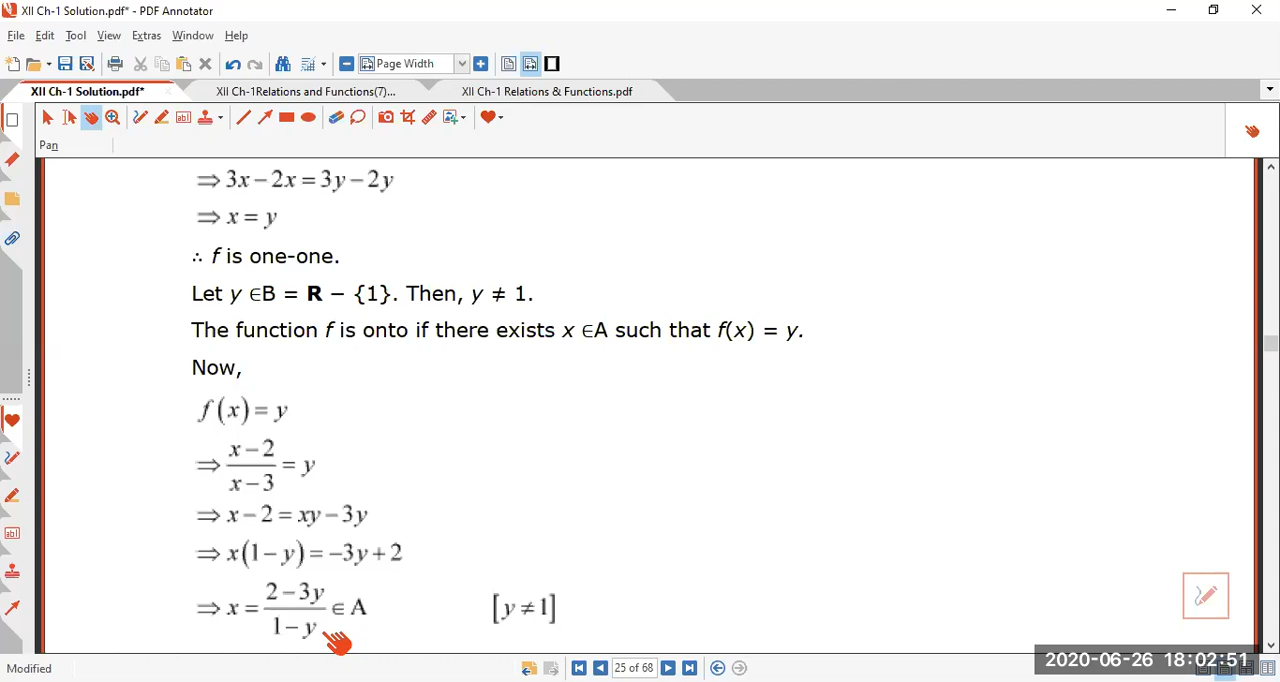 XII Ch-1 Solution.pdf* - PDF Annotator
File Edit Tool View Extras Window Help
Page Width
XII Ch-1 Solution.pdf* XII Ch-1Relations and Functions(7)... XII Ch-1 Relations & Functions.pdf
Pan
⇒ 3x − 2x = 3y − 2y
⇒ x = y
∴ f is one-one.
Let y ∈B = R − {1}. Then, y ≠ 1.
The function f is onto if there exists x ∈A such that f(x) = y.
Now,
f(x) = y
⇒ (x − 2)/(x − 3) = y
⇒ x − 2 = xy − 3y
⇒ x(1 − y) = −3y + 2
⇒ x = (2 − 3y)/(1 − y) ∈ A [y ≠ 1]
Modified 25 of 68 2020-06-26 18:02:51